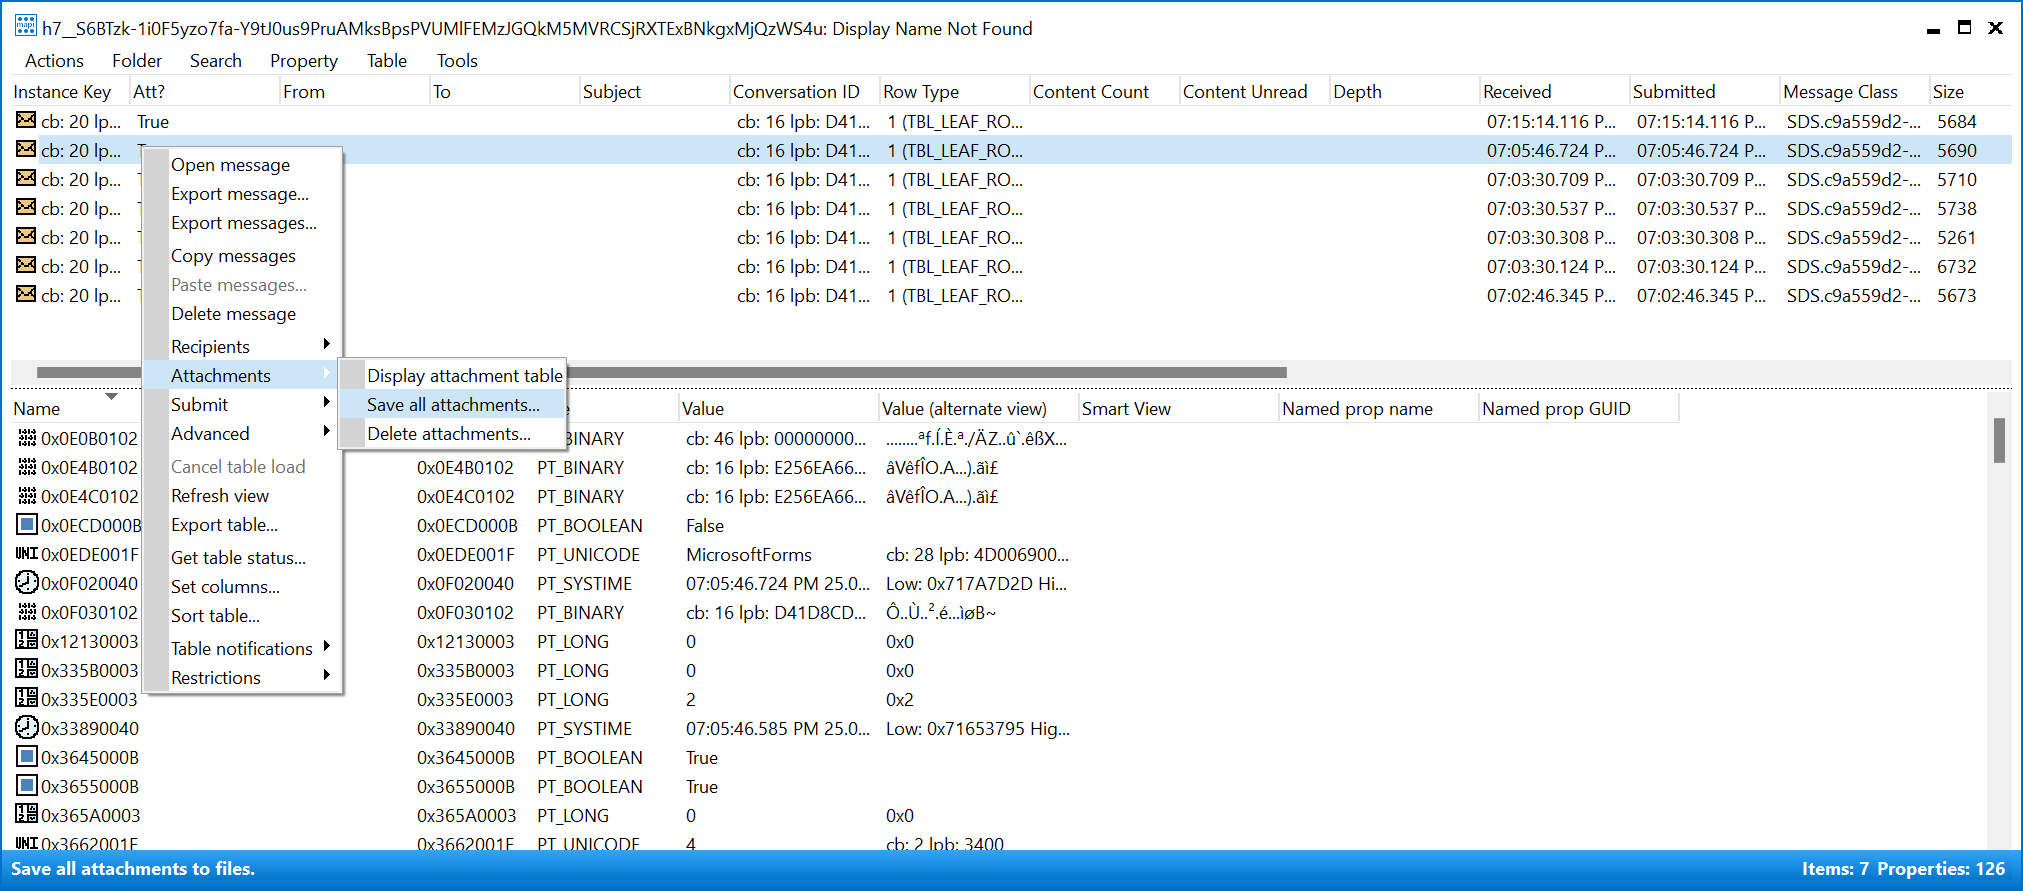 mapi h7__S6BTzk-1i0F5yzo7fa-Y9tJ0us9PruAMksBpsPVUMlFEMzJGQkM5MVRCSjRXTExBNkgxMjQzWS4u: Display Name Not Found
Actions Folder Search Property Table Tools
Instance Key Att? From To Subject Conversation ID Row Type Content Count Content Unread Depth Received Submitted Message Class Size
cb: 20 lp... True cb: 16 lpb: D41... 1 (TBL_LEAF_RO... 07:15:14.116 P... 07:15:14.116 P... SDS.c9a559d2-... 5684
cb: 20 lp... cb: 16 lpb: D41... 1 (TBL_LEAF_RO... 07:05:46.724 P... 07:05:46.724 P... SDS.c9a559d2-... 5690
cb: 20 lp... cb: 16 lpb: D41... 1 (TBL_LEAF_RO... 07:03:30.709 P... 07:03:30.709 P... SDS.c9a559d2-... 5710
cb: 20 lp... cb: 16 lpb: D41... 1 (TBL_LEAF_RO... 07:03:30.537 P... 07:03:30.537 P... SDS.c9a559d2-... 5738
cb: 20 lp... cb: 16 lpb: D41... 1 (TBL_LEAF_RO... 07:03:30.308 P... 07:03:30.308 P... SDS.c9a559d2-... 5261
cb: 20 lp... cb: 16 lpb: D41... 1 (TBL_LEAF_RO... 07:03:30.124 P... 07:03:30.124 P... SDS.c9a559d2-... 6732
cb: 20 lp... cb: 16 lpb: D41... 1 (TBL_LEAF_RO... 07:02:46.345 P... 07:02:46.345 P... SDS.c9a559d2-... 5673
Open message
Export message...
Export messages...
Copy messages
Paste messages...
Delete message
Recipients
Attachments
Submit
Advanced
Cancel table load
Refresh view
Export table...
Get table status...
Set columns...
Sort table...
Table notifications
Restrictions
Display attachment table
Save all attachments...
Delete attachments...
Name Value Value (alternate view) Smart View Named prop name Named prop GUID
0x0E0B0102 BINARY cb: 46 lpb: 00000000... ........ªf.Í.È.ª./ÄZ..û`.êßX...
0x0E4B0102 0x0E4B0102 PT_BINARY cb: 16 lpb: E256EA66... âVêfÎO.A...).ãì£
0x0E4C0102 0x0E4C0102 PT_BINARY cb: 16 lpb: E256EA66... âVêfÎO.A...).ãì£
0x0ECD000B 0x0ECD000B PT_BOOLEAN False
UNI 0x0EDE001F 0x0EDE001F PT_UNICODE MicrosoftForms cb: 28 lpb: 4D006900...
0x0F020040 0x0F020040 PT_SYSTIME 07:05:46.724 PM 25.0... Low: 0x717A7D2D Hi...
0x0F030102 0x0F030102 PT_BINARY cb: 16 lpb: D41D8CD... Ô..Ù..².é...ìøB~
0x12130003 0x12130003 PT_LONG 0 0x0
0x335B0003 0x335B0003 PT_LONG 0 0x0
0x335E0003 0x335E0003 PT_LONG 2 0x2
0x33890040 0x33890040 PT_SYSTIME 07:05:46.585 PM 25.0... Low: 0x71653795 Hig...
0x3645000B 0x3645000B PT_BOOLEAN True
0x3655000B 0x3655000B PT_BOOLEAN True
0x365A0003 0x365A0003 PT_LONG 0 0x0
UNI 0x3662001F 0x3662001F PT_UNICODE 4 cb: 2 lpb: 3400
Save all attachments to files. Items: 7 Properties: 126